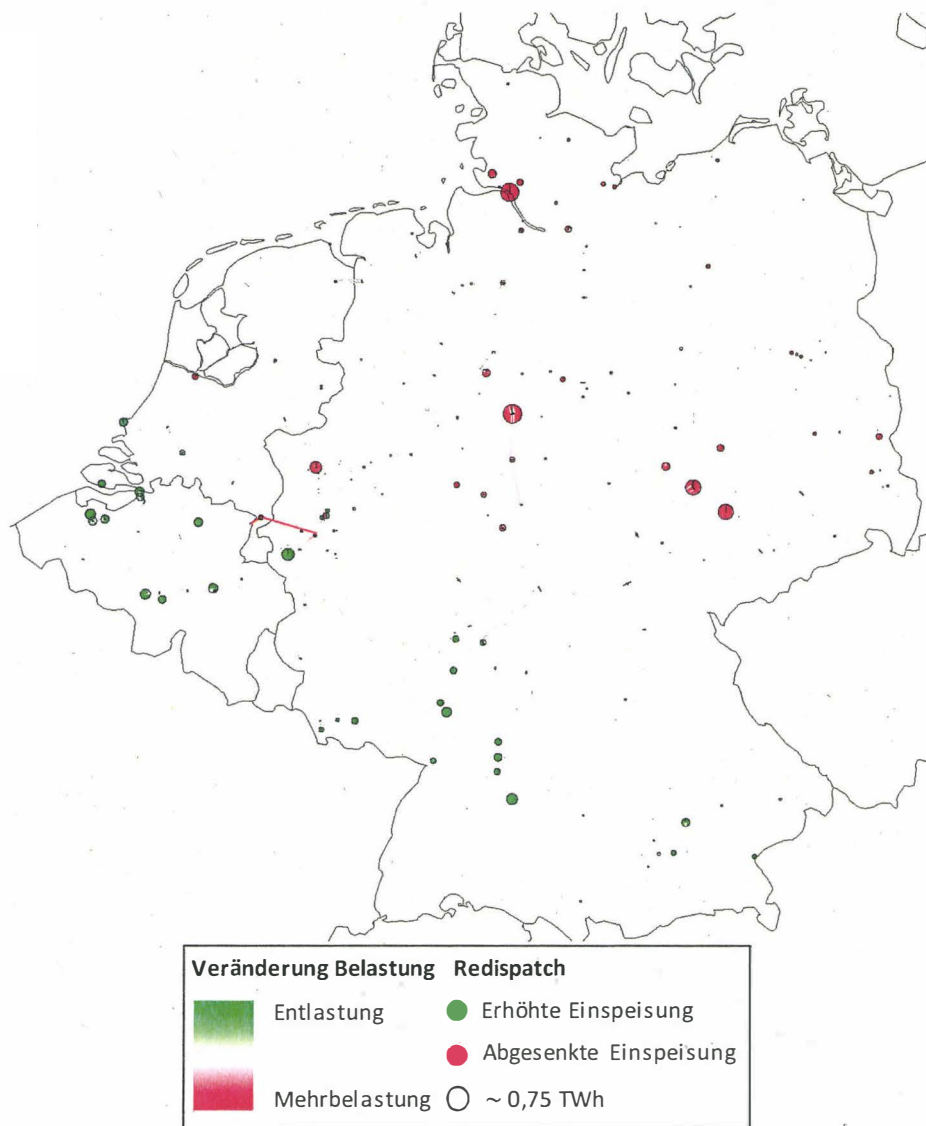 Veränderung Belastung Redispatch
Entlastung Erhöhte Einspeisung
Abgesenkte Einspeisung
Mehrbelastung ~ 0,75 TWh